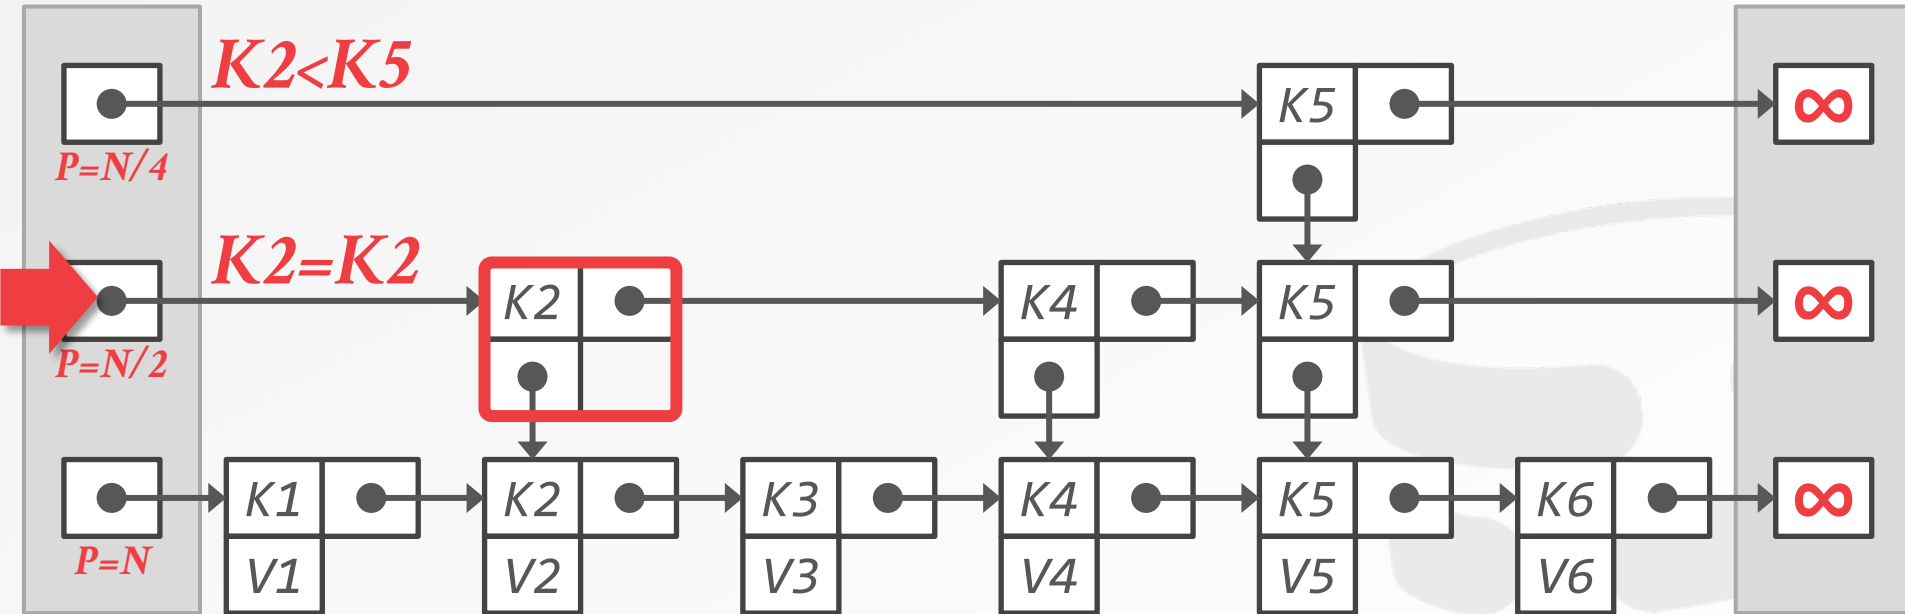 K2<K5
K5 ∞
P=N/4
K2=K2
K2 K4 K5 ∞
P=N/2
K1 K2 K3 K4 K5 K6 ∞
P=N
V1 V2 V3 V4 V5 V6